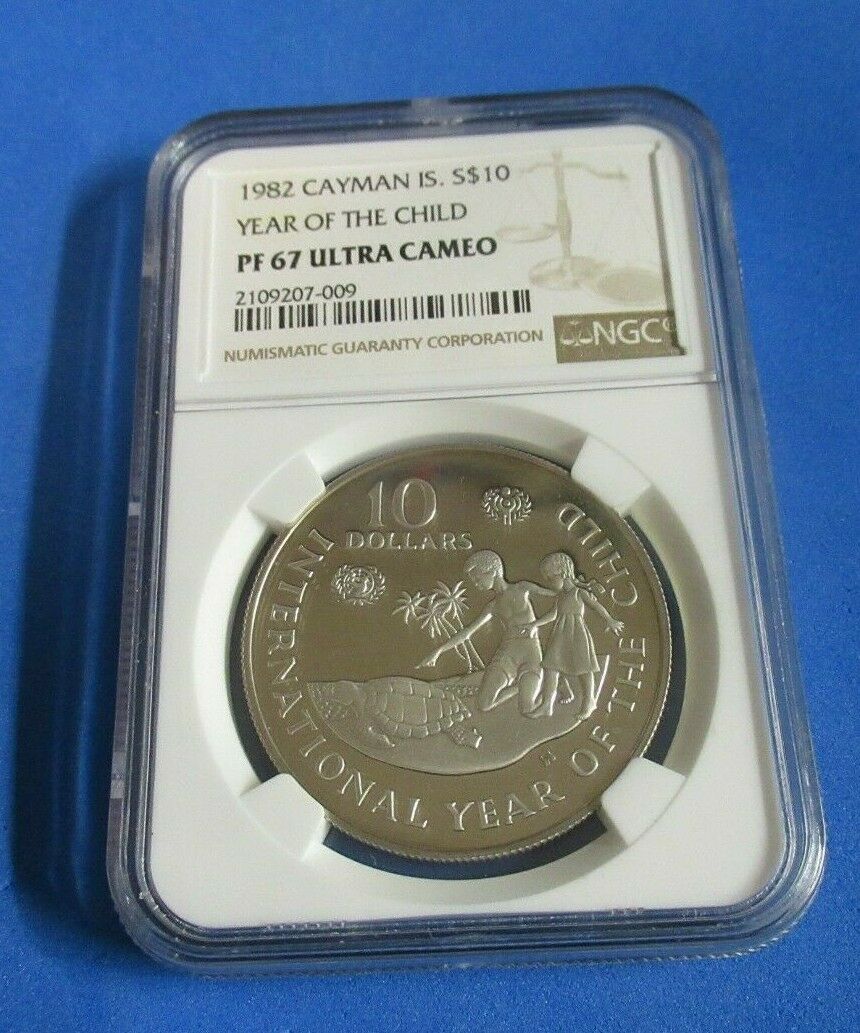 1982 CAYMAN IS. S$10
YEAR OF THE CHILD
PF 67 ULTRA CAMEO
2109207-009
NUMISMATIC GUARANTY CORPORATION
NGC
10
DOLLARS
INTERNATIONAL YEAR OF THE CHILD